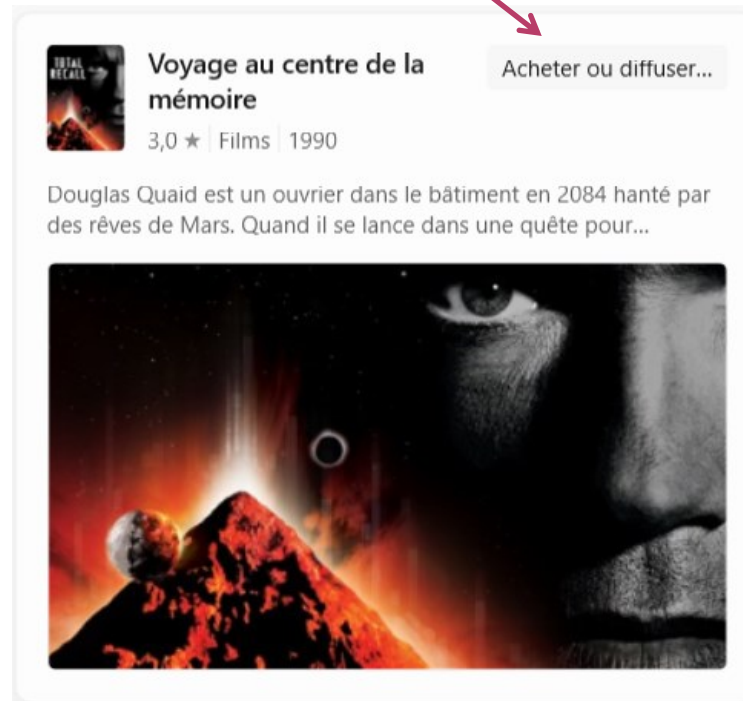 TOTAL
RECALL
Voyage au centre de la
mémoire
Acheter ou diffuser...
3,0 ★ Films 1990
Douglas Quaid est un ouvrier dans le bâtiment en 2084 hanté par
des rêves de Mars. Quand il se lance dans une quête pour...